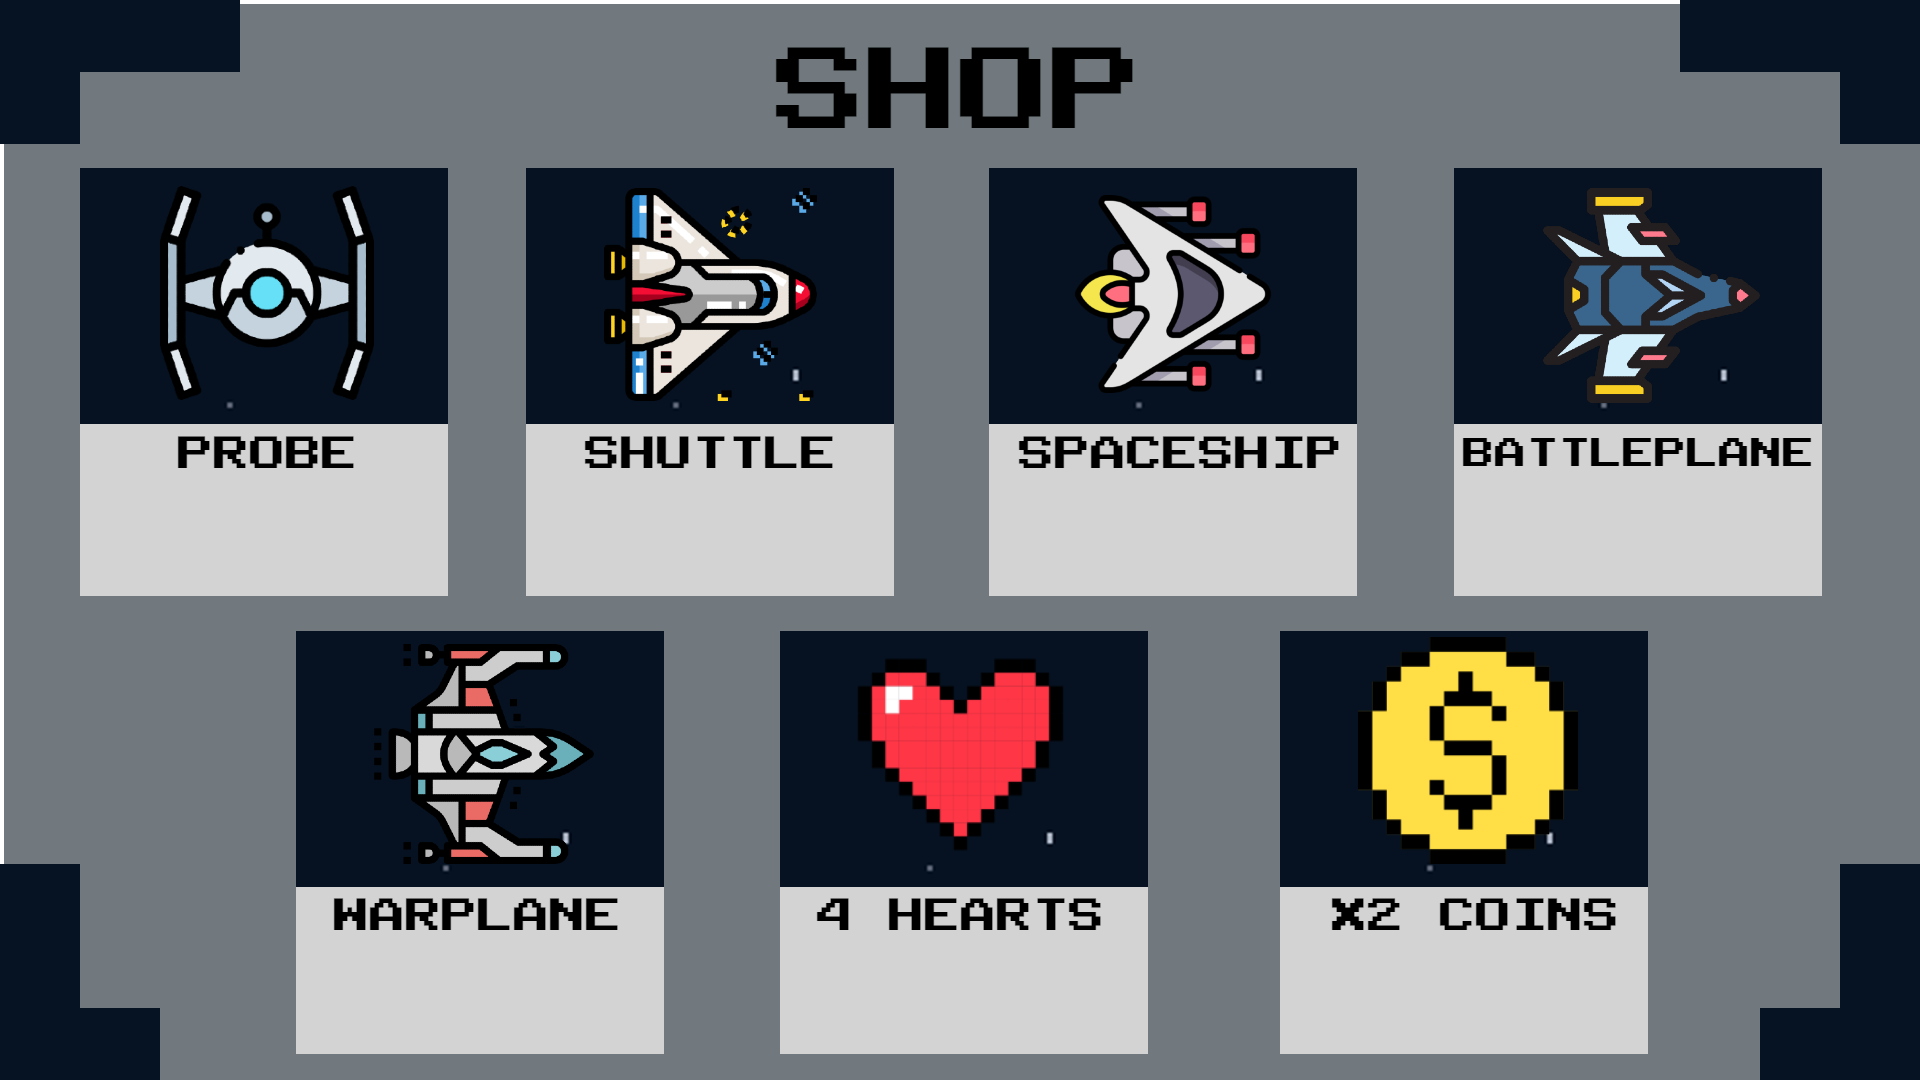 SHOP
PROBE
SHUTTLE
SPACESHIP
BATTLEPLANE
WARPLANE
4 HEARTS
$
X2 COINS